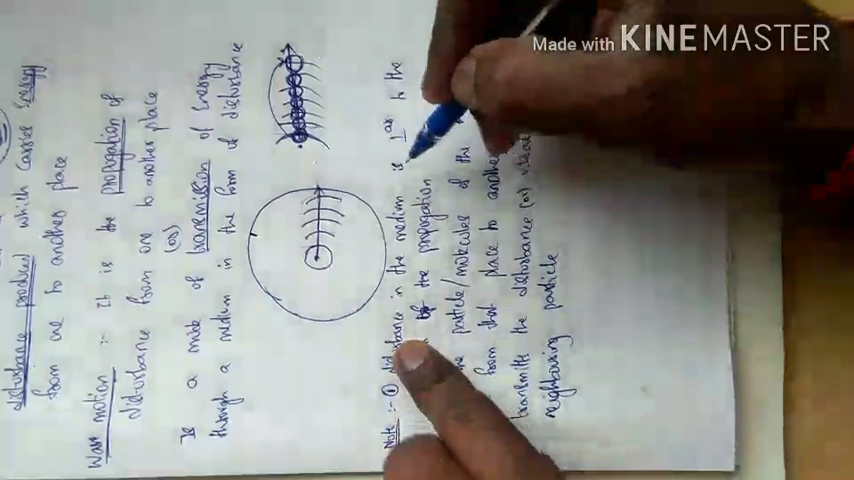 disturbance produced which carries Energy
from one to another place
Wave motion :- It is the propagation of
disturbance from one to another place
(or)
Is a mode of transmission of Energy
through a medium in the form of disturbance
Note :- ① disturbance in the medium is to the
of the propagation
particle/molecules of the
from that place to another
transmits the disturbance (or)
neighbouring particle
Made with KINEMASTER